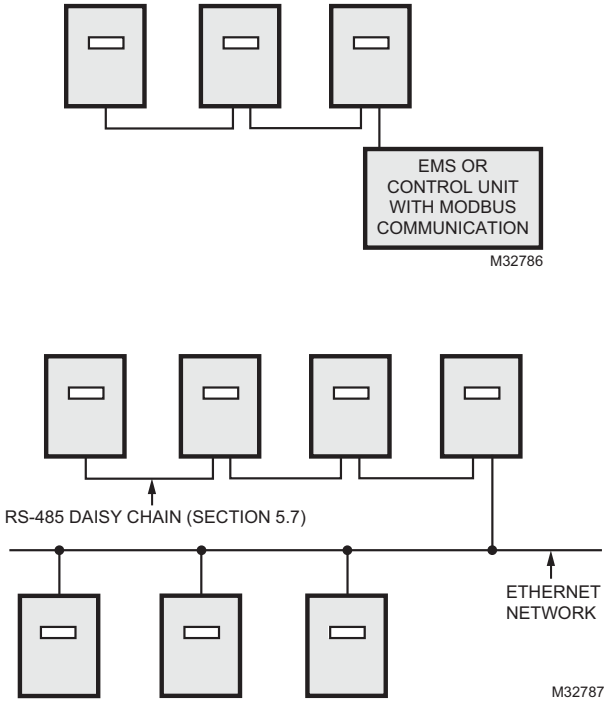 EMS OR
CONTROL UNIT
WITH MODBUS
COMMUNICATION
M32786
RS-485 DAISY CHAIN (SECTION 5.7)
ETHERNET
NETWORK
M32787